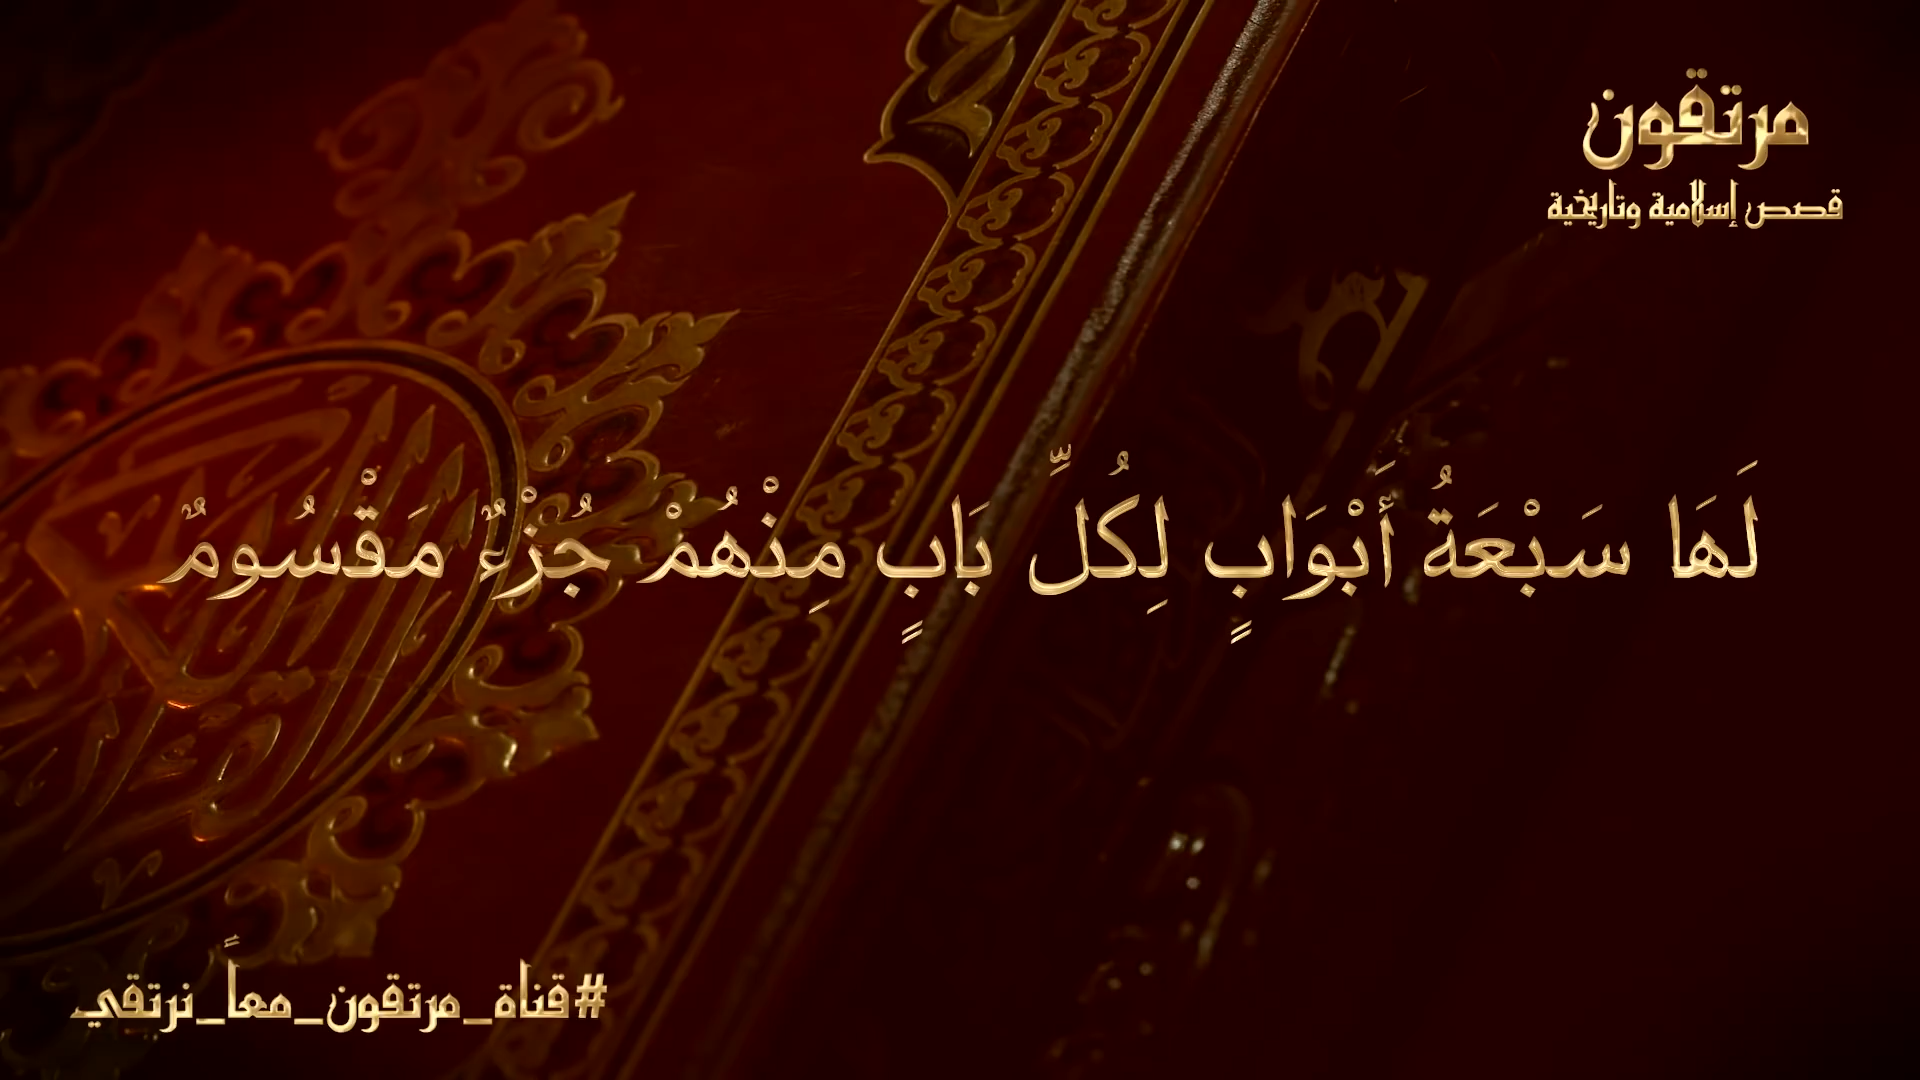 مرتقون
قصص إسلامية وتاريخية
لَهَا سَبْعَةُ أَبْوَابٍ لِكُلِّ بَابٍ مِنْهُمْ جُزْءٌ مَقْسُومٌ
#قناة_مرتقون_معاً_نرتقي